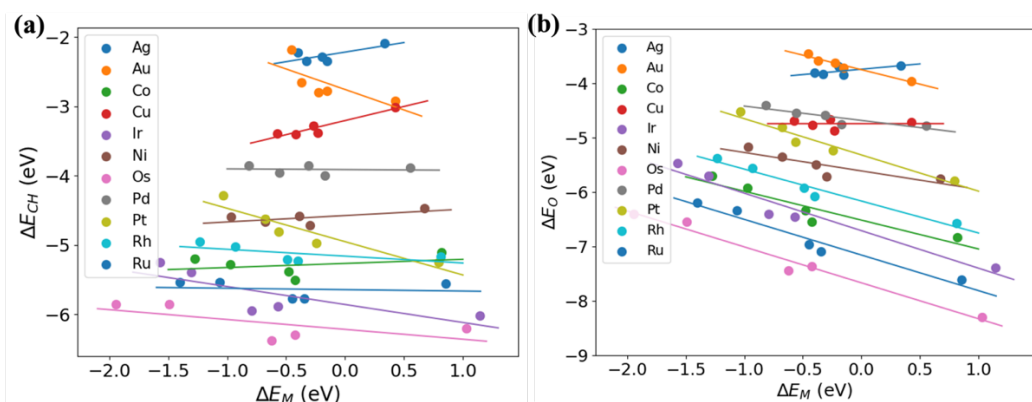 (a)
ΔE_CH (eV)
−2
−3
−4
−5
−6
Ag
Au
Co
Cu
Ir
Ni
Os
Pd
Pt
Rh
Ru
−2.0 −1.5 −1.0 −0.5 0.0 0.5 1.0
ΔE_M (eV)
(b)
ΔE_O (eV)
−3
−4
−5
−6
−7
−8
−9
Ag
Au
Co
Cu
Ir
Ni
Os
Pd
Pt
Rh
Ru
−2.0 −1.5 −1.0 −0.5 0.0 0.5 1.0
ΔE_M (eV)